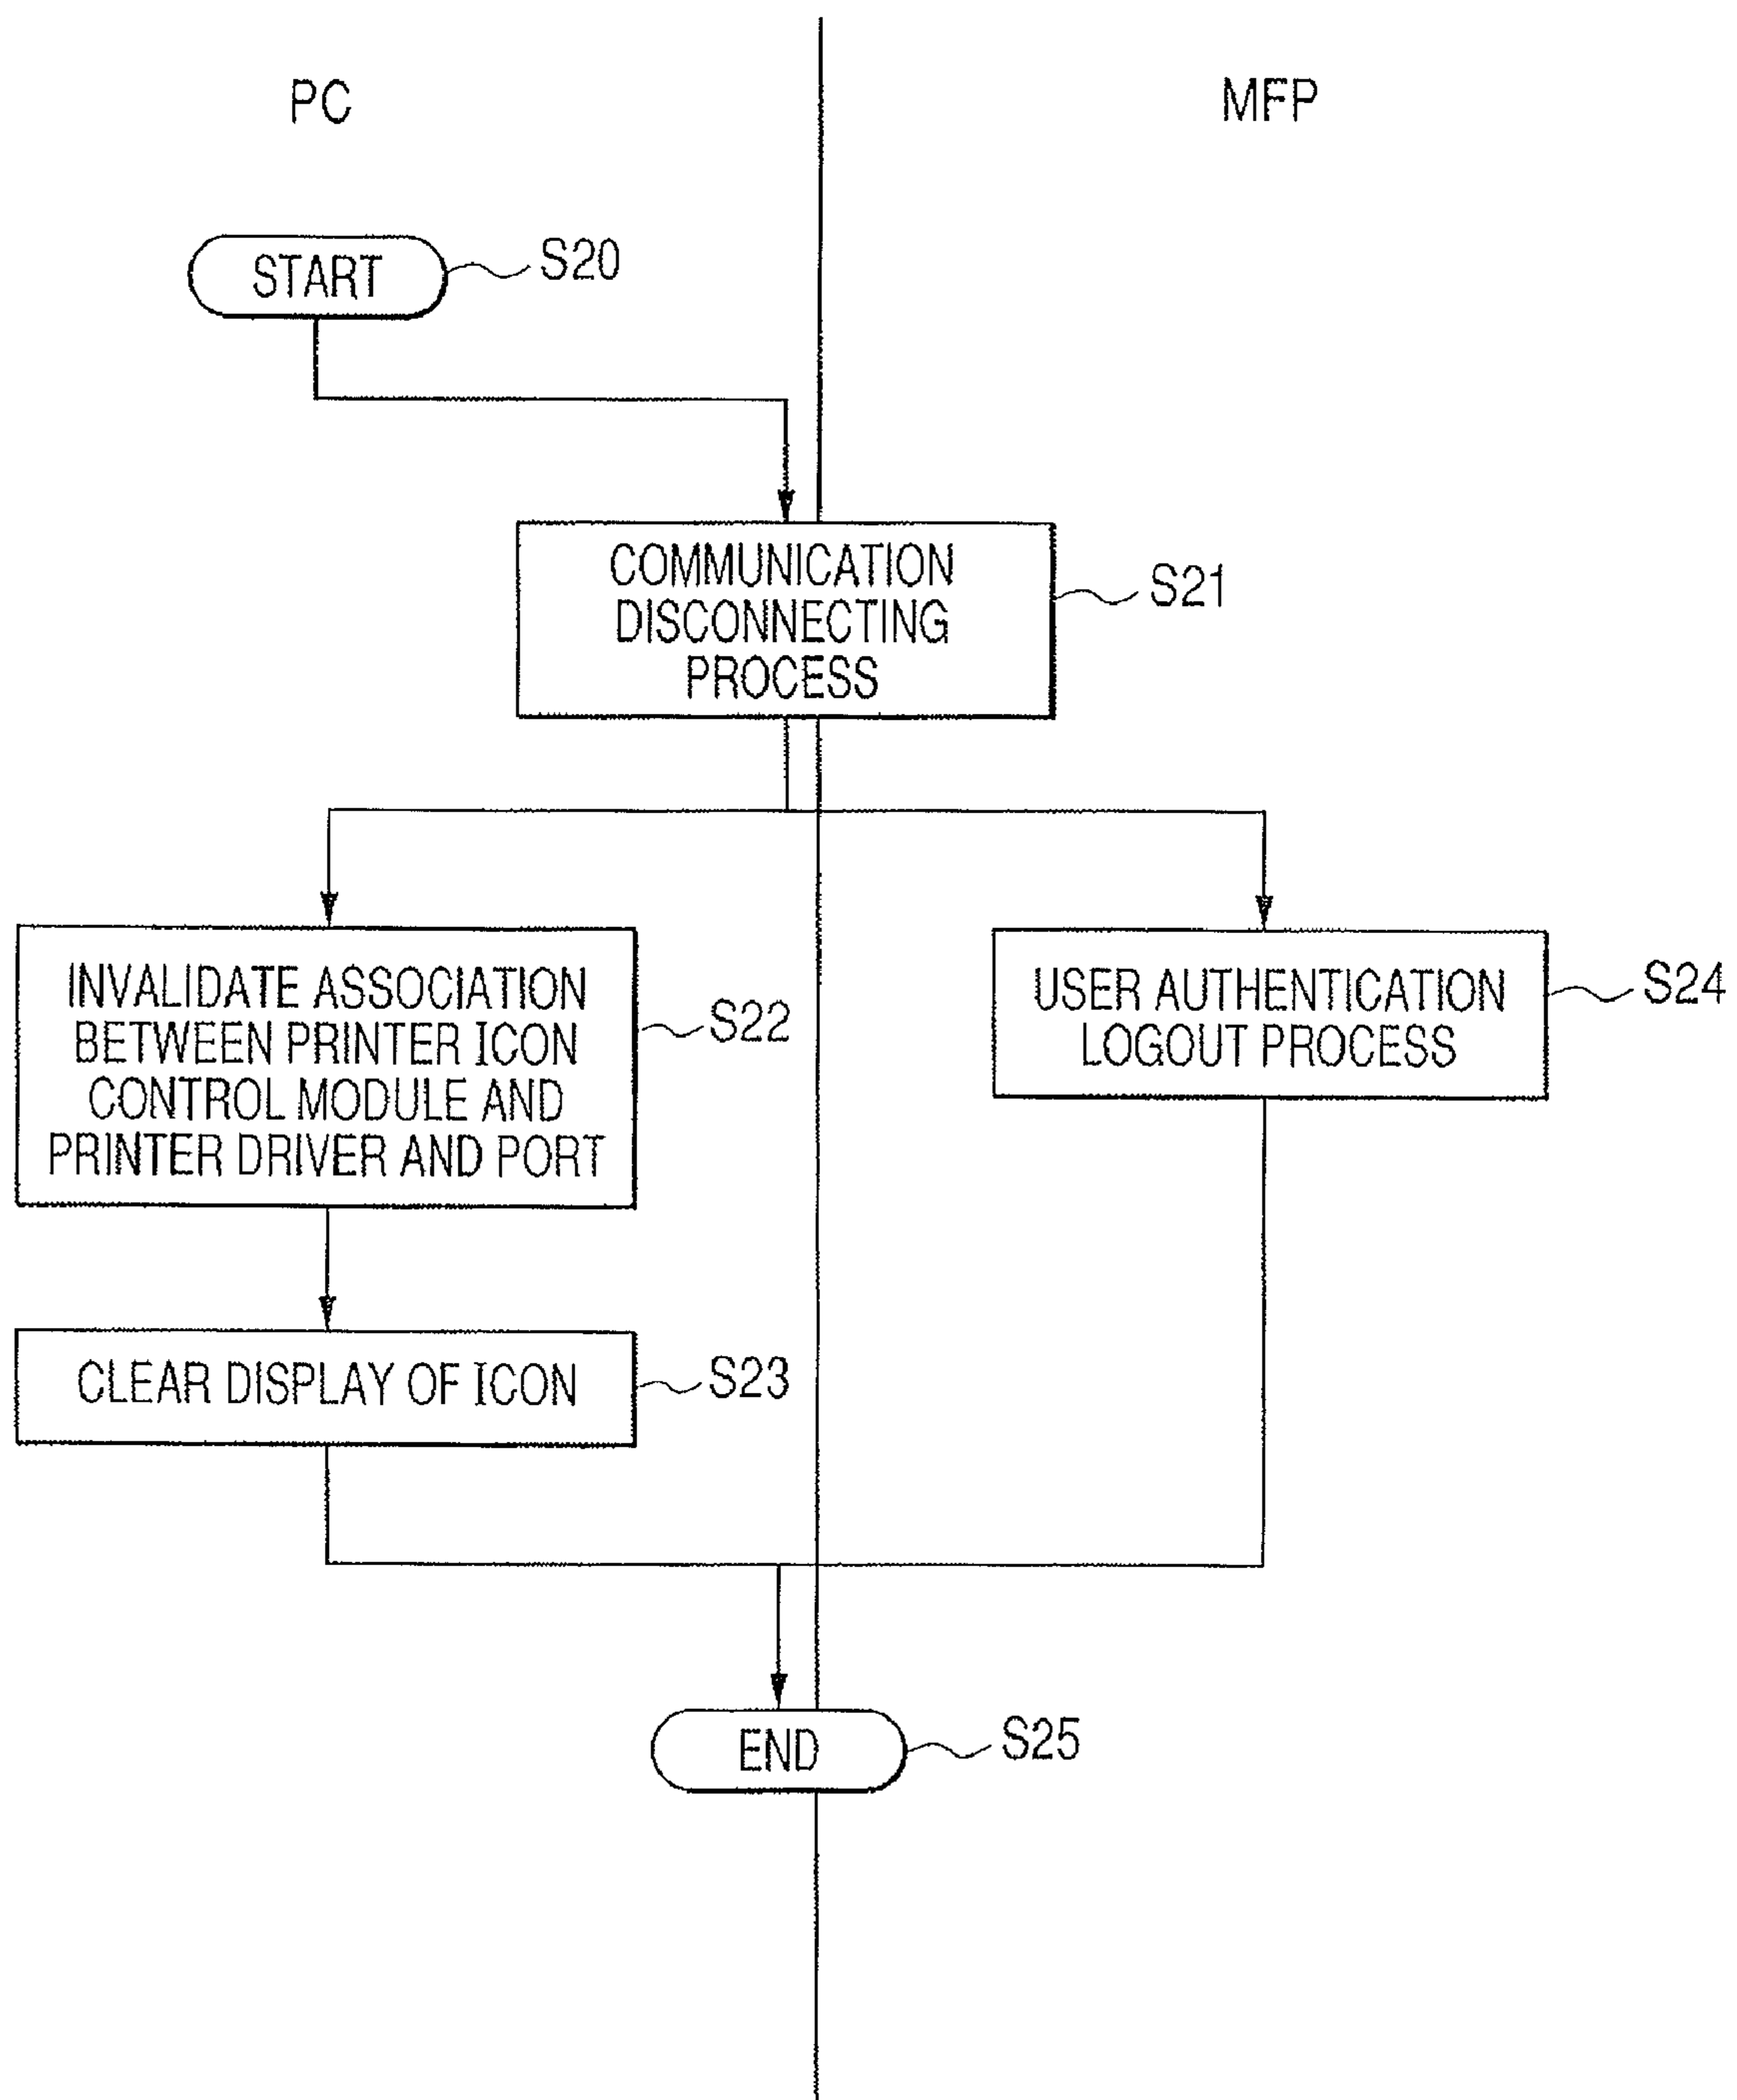 PC
MFP
START
S20
COMMUNICATION
DISCONNECTING
PROCESS
S21
INVALIDATE ASSOCIATION
BETWEEN PRINTER ICON
CONTROL MODULE AND
PRINTER DRIVER AND PORT
S22
USER AUTHENTICATION
LOGOUT PROCESS
S24
CLEAR DISPLAY OF ICON
S23
END
S25